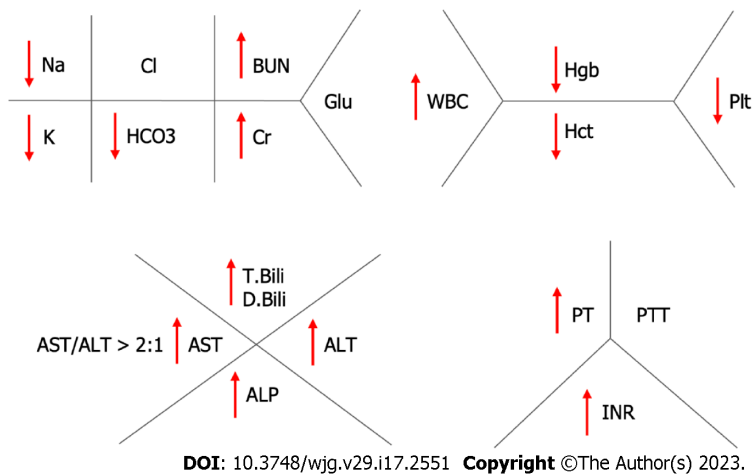 Na
Cl
BUN
Glu
K
HCO3
Cr
WBC
Hgb
Hct
Plt
T.Bili
D.Bili
AST/ALT > 2:1 AST
ALT
ALP
PT
PTT
INR
DOI: 10.3748/wjg.v29.i17.2551 Copyright ©The Author(s) 2023.